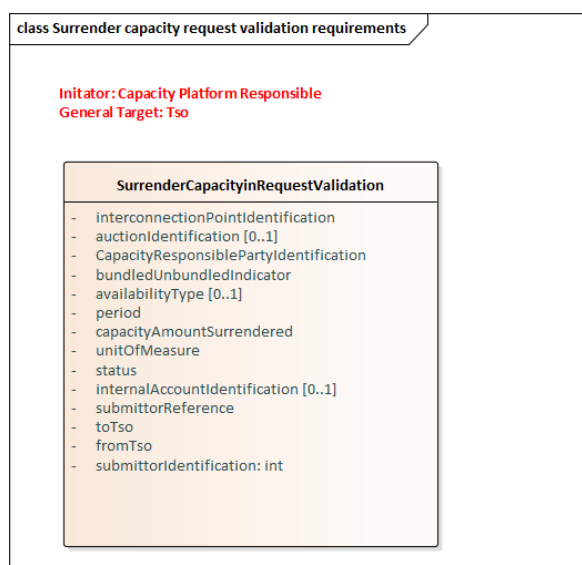 class Surrender capacity request validation requirements
Initator: Capacity Platform Responsible
General Target: Tso
SurrenderCapacityinRequestValidation
- interconnectionPointIdentification
- auctionIdentification [0..1]
- CapacityResponsiblePartyIdentification
- bundledUnbundledIndicator
- availabilityType [0..1]
- period
- capacityAmountSurrendered
- unitOfMeasure
- status
- internalAccountIdentification [0..1]
- submittorReference
- toTso
- fromTso
- submittorIdentification: int